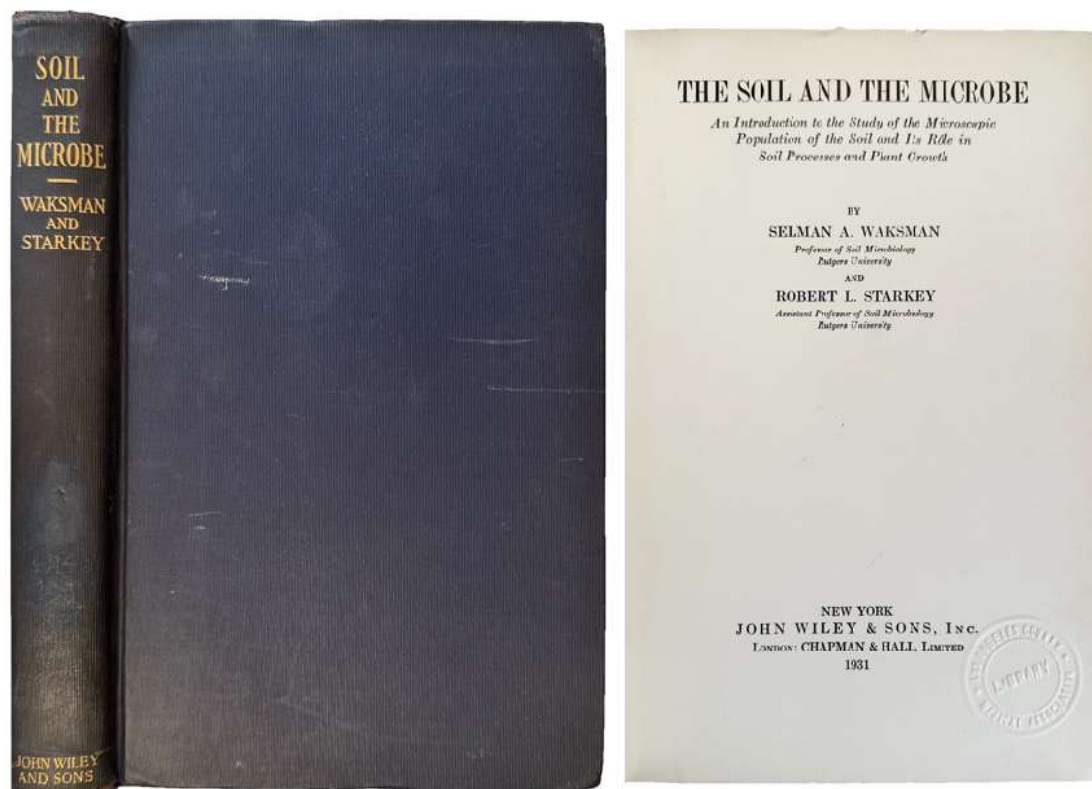 SOIL
AND
THE
MICROBE
WAKSMAN
AND
STARKEY
JOHN WILEY
AND SONS
THE SOIL AND THE MICROBE
An Introduction to the Study of the Microscopic
Population of the Soil and Its Rôle in
Soil Processes and Plant Growth
BY
SELMAN A. WAKSMAN
Professor of Soil Microbiology
Rutgers University
AND
ROBERT L. STARKEY
Assistant Professor of Soil Microbiology
Rutgers University
NEW YORK
JOHN WILEY & SONS, INC.
LONDON: CHAPMAN & HALL, LIMITED
1931
LOS ANGELES COUNTY
LIBRARY